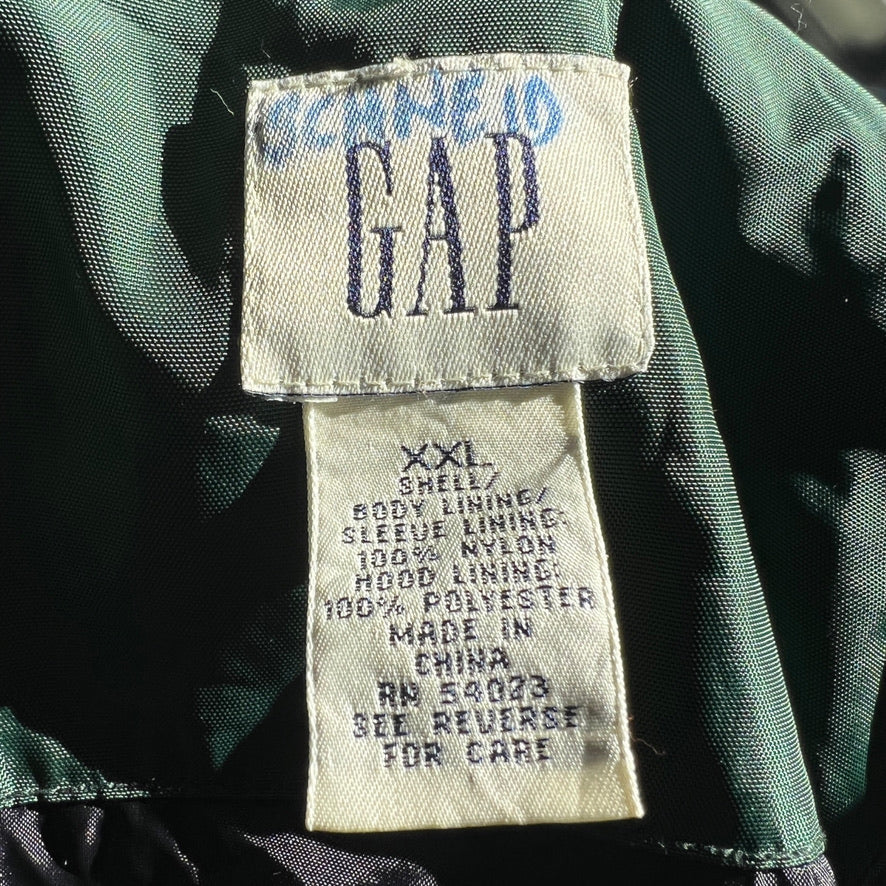 SCHNEID
GAP
XXL
SHELL/
BODY LINING/
SLEEVE LINING:
100% NYLON
HOOD LINING:
100% POLYESTER
MADE IN
CHINA
RN 54023
SEE REVERSE
FOR CARE